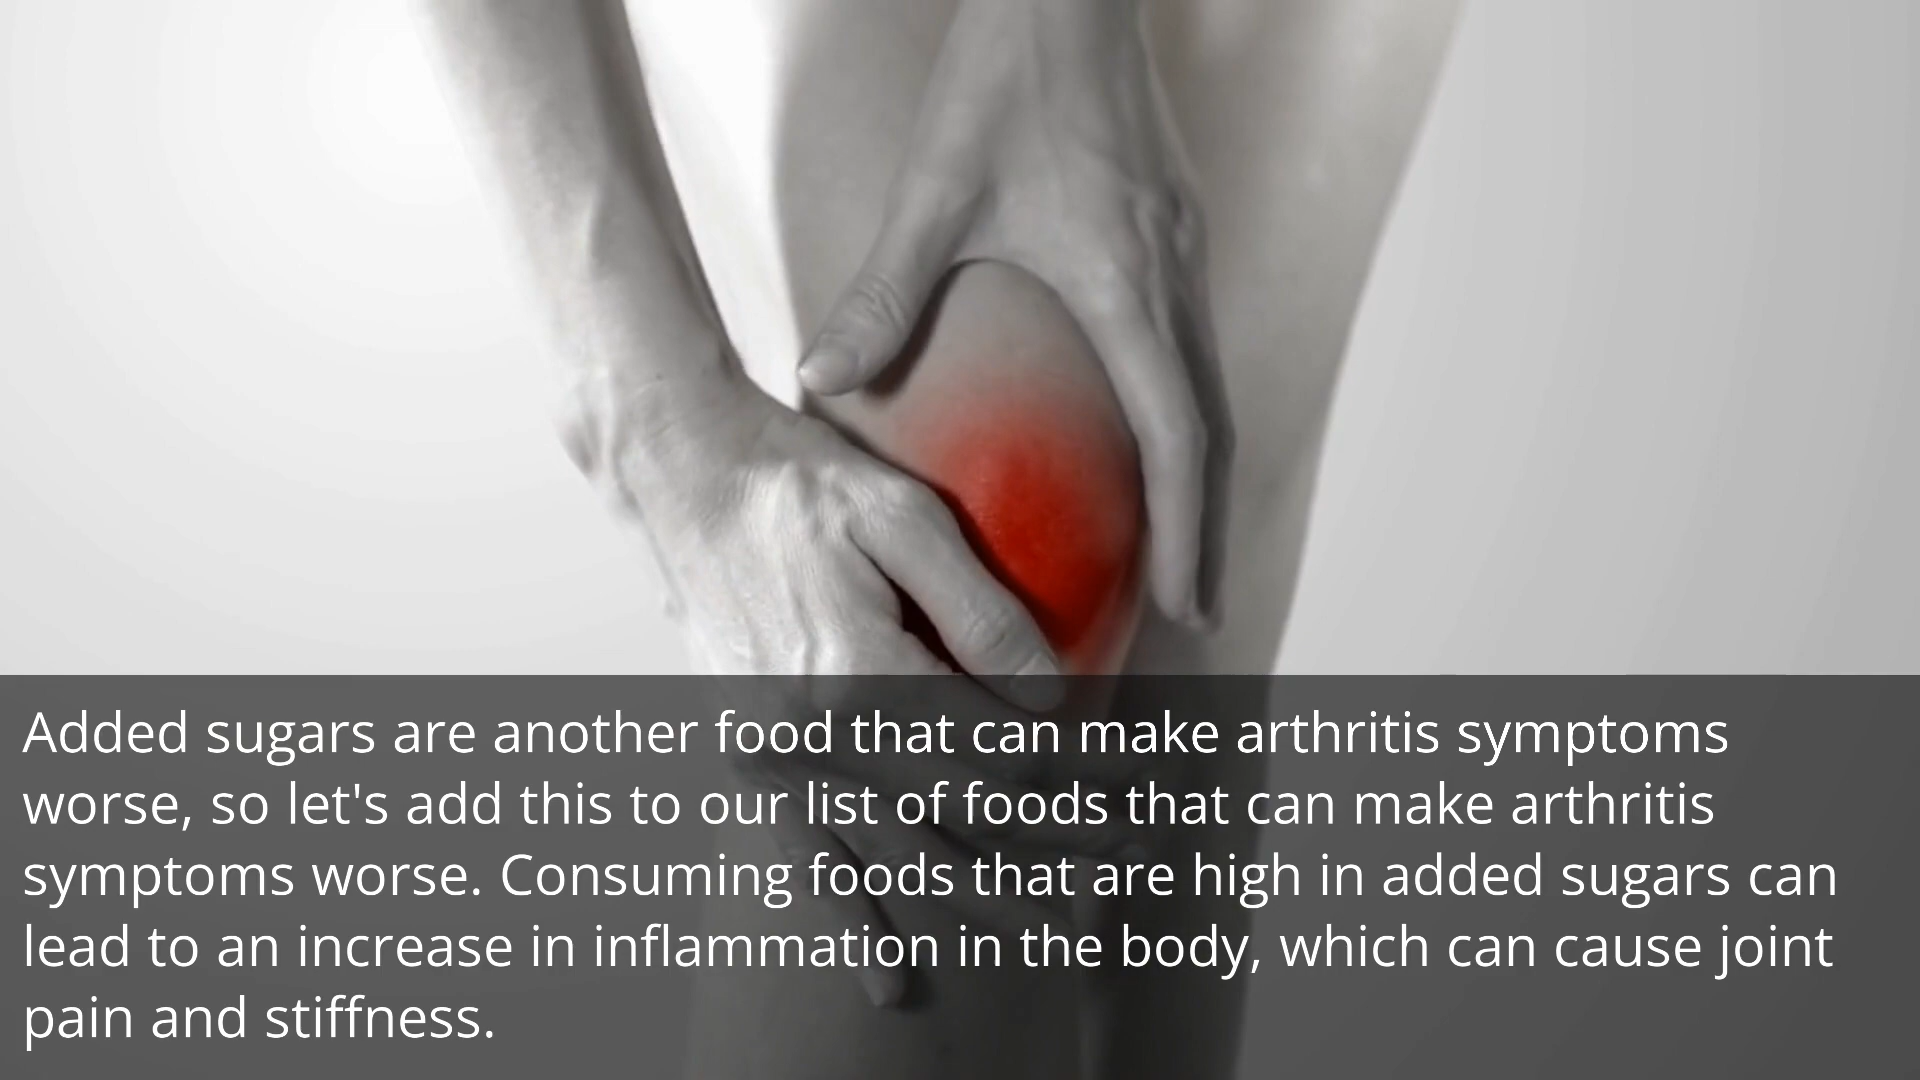 Added sugars are another food that can make arthritis symptoms
worse, so let's add this to our list of foods that can make arthritis
symptoms worse. Consuming foods that are high in added sugars can
lead to an increase in inflammation in the body, which can cause joint
pain and stiffness.